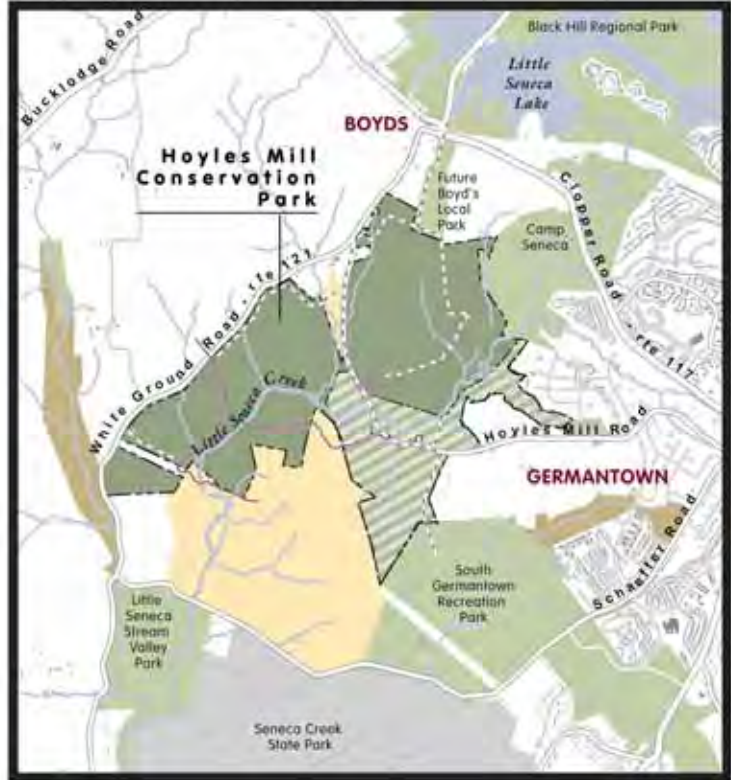 Black Hill Regional Park
Bucklodge Road
Little
Seneca
Lake
BOYDS
Hoyles Mill
Conservation
Park
Future
Boyd's
Local
Park
Clopper Road - rte 117
Camp
Seneca
White Ground Road - rte 121
Little Seneca Creek
Hoyles Mill Road
GERMANTOWN
Schaeffer Road
South
Germantown
Recreation
Park
Little
Seneca
Stream
Valley
Park
Seneca Creek
State Park